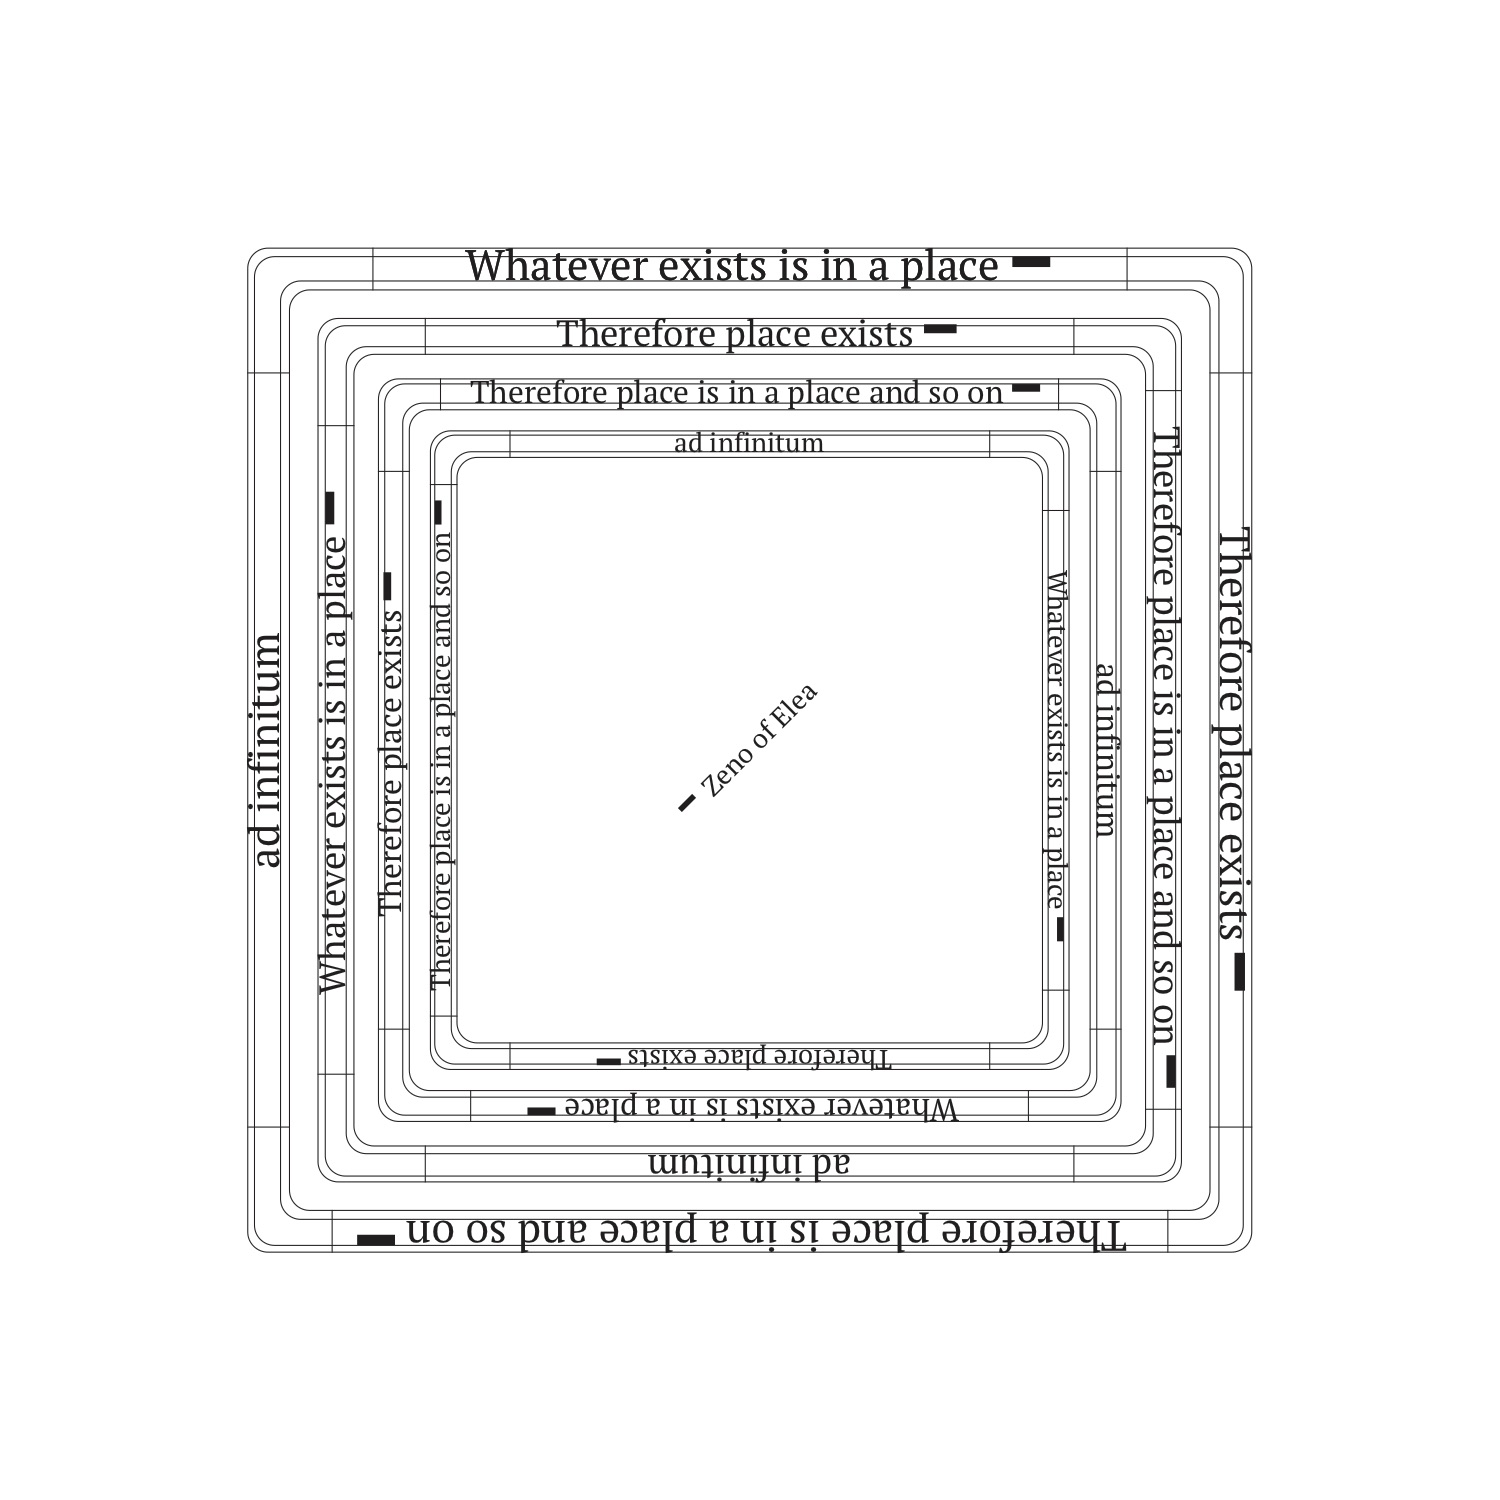 Whatever exists is in a place –
Therefore place exists –
Therefore place is in a place and so on –
ad infinitum
Therefore place exists –
Therefore place is in a place and so on –
ad infinitum
Whatever exists is in a place –
Therefore place is in a place and so on –
ad infinitum
Whatever exists is in a place –
Therefore place exists –
ad infinitum
Whatever exists is in a place –
Therefore place exists –
Therefore place is in a place and so on –
– Zeno of Elea